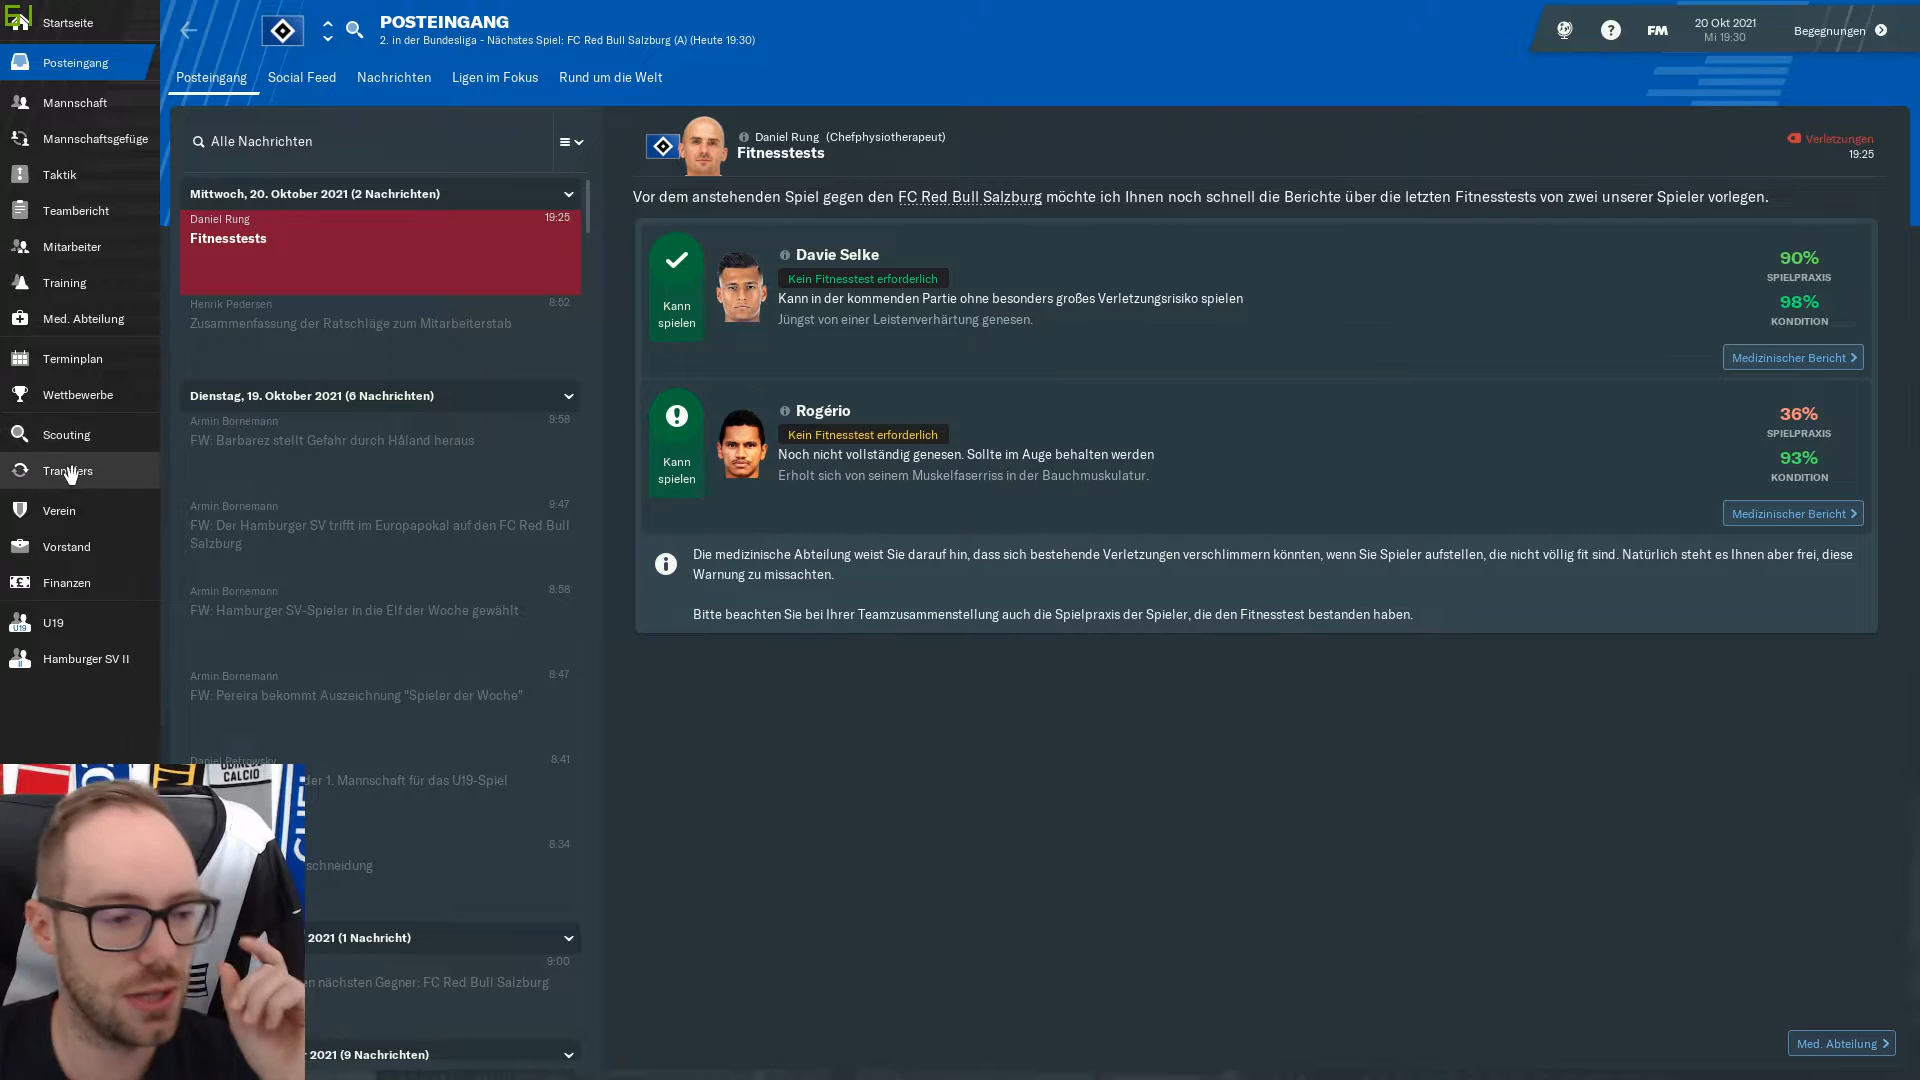 Startseite
Posteingang
Mannschaft
Mannschaftsgefüge
Taktik
Teambericht
Mitarbeiter
Training
Med. Abteilung
Terminplan
Wettbewerbe
Scouting
Transfers
Verein
Vorstand
Finanzen
U19
U19
Hamburger SV II
POSTEINGANG
2. in der Bundesliga - Nächstes Spiel: FC Red Bull Salzburg (A) (Heute 19:30)
FM
20 Okt 2021
Mi 19:30
Begegnungen
Posteingang
Social Feed
Nachrichten
Ligen im Fokus
Rund um die Welt
Alle Nachrichten
Mittwoch, 20. Oktober 2021 (2 Nachrichten)
Daniel Rung 19:25
Fitnesstests
Henrik Pedersen 8:52
Zusammenfassung der Ratschläge zum Mitarbeiterstab
Dienstag, 19. Oktober 2021 (6 Nachrichten)
Armin Bornemann 9:58
FW: Barbarez stellt Gefahr durch Håland heraus
Armin Bornemann 9:47
FW: Der Hamburger SV trifft im Europapokal auf den FC Red Bull
Salzburg
Armin Bornemann 8:58
FW: Hamburger SV-Spieler in die Elf der Woche gewählt
Armin Bornemann 8:47
FW: Pereira bekommt Auszeichnung "Spieler der Woche"
Daniel Petrowsky 8:41
der 1. Mannschaft für das U19-Spiel
8:34
schneidung
2021 (1 Nachricht)
9:00
en nächsten Gegner: FC Red Bull Salzburg
2021 (9 Nachrichten)
Daniel Rung (Chefphysiotherapeut)
Fitnesstests
Verletzungen
19:25
Vor dem anstehenden Spiel gegen den FC Red Bull Salzburg möchte ich Ihnen noch schnell die Berichte über die letzten Fitnesstests von zwei unserer Spieler vorlegen.
Kann
spielen
Davie Selke
Kein Fitnesstest erforderlich
Kann in der kommenden Partie ohne besonders großes Verletzungsrisiko spielen
Jüngst von einer Leistenverhärtung genesen.
90%
SPIELPRAXIS
98%
KONDITION
Medizinischer Bericht
Kann
spielen
Rogério
Kein Fitnesstest erforderlich
Noch nicht vollständig genesen. Sollte im Auge behalten werden
Erholt sich von seinem Muskelfaserriss in der Bauchmuskulatur.
36%
SPIELPRAXIS
93%
KONDITION
Medizinischer Bericht
Die medizinische Abteilung weist Sie darauf hin, dass sich bestehende Verletzungen verschlimmern könnten, wenn Sie Spieler aufstellen, die nicht völlig fit sind. Natürlich steht es Ihnen aber frei, diese
Warnung zu missachten.
Bitte beachten Sie bei Ihrer Teamzusammenstellung auch die Spielpraxis der Spieler, die den Fitnesstest bestanden haben.
Med. Abteilung
CALCIO